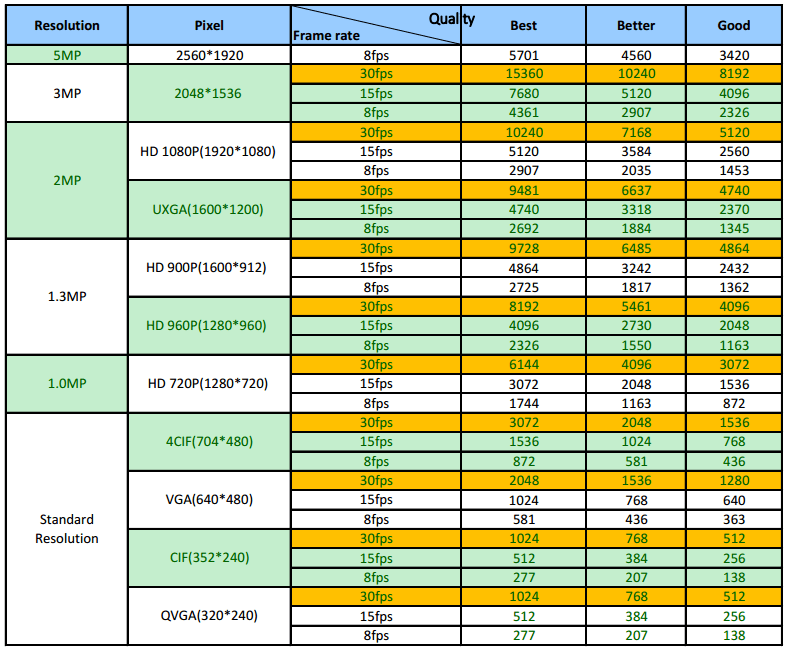 Resolution Pixel Quality Frame rate Best Better Good
5MP 2560*1920 8fps 5701 4560 3420
30fps 15360 10240 8192
3MP 2048*1536 15fps 7680 5120 4096
8fps 4361 2907 2326
30fps 10240 7168 5120
HD 1080P(1920*1080) 15fps 5120 3584 2560
8fps 2907 2035 1453
2MP
30fps 9481 6637 4740
UXGA(1600*1200) 15fps 4740 3318 2370
8fps 2692 1884 1345
30fps 9728 6485 4864
HD 900P(1600*912) 15fps 4864 3242 2432
8fps 2725 1817 1362
1.3MP
30fps 8192 5461 4096
HD 960P(1280*960) 15fps 4096 2730 2048
8fps 2326 1550 1163
30fps 6144 4096 3072
1.0MP HD 720P(1280*720) 15fps 3072 2048 1536
8fps 1744 1163 872
30fps 3072 2048 1536
4CIF(704*480) 15fps 1536 1024 768
8fps 872 581 436
30fps 2048 1536 1280
VGA(640*480) 15fps 1024 768 640
8fps 581 436 363
Standard
Resolution
30fps 1024 768 512
CIF(352*240) 15fps 512 384 256
8fps 277 207 138
30fps 1024 768 512
QVGA(320*240) 15fps 512 384 256
8fps 277 207 138